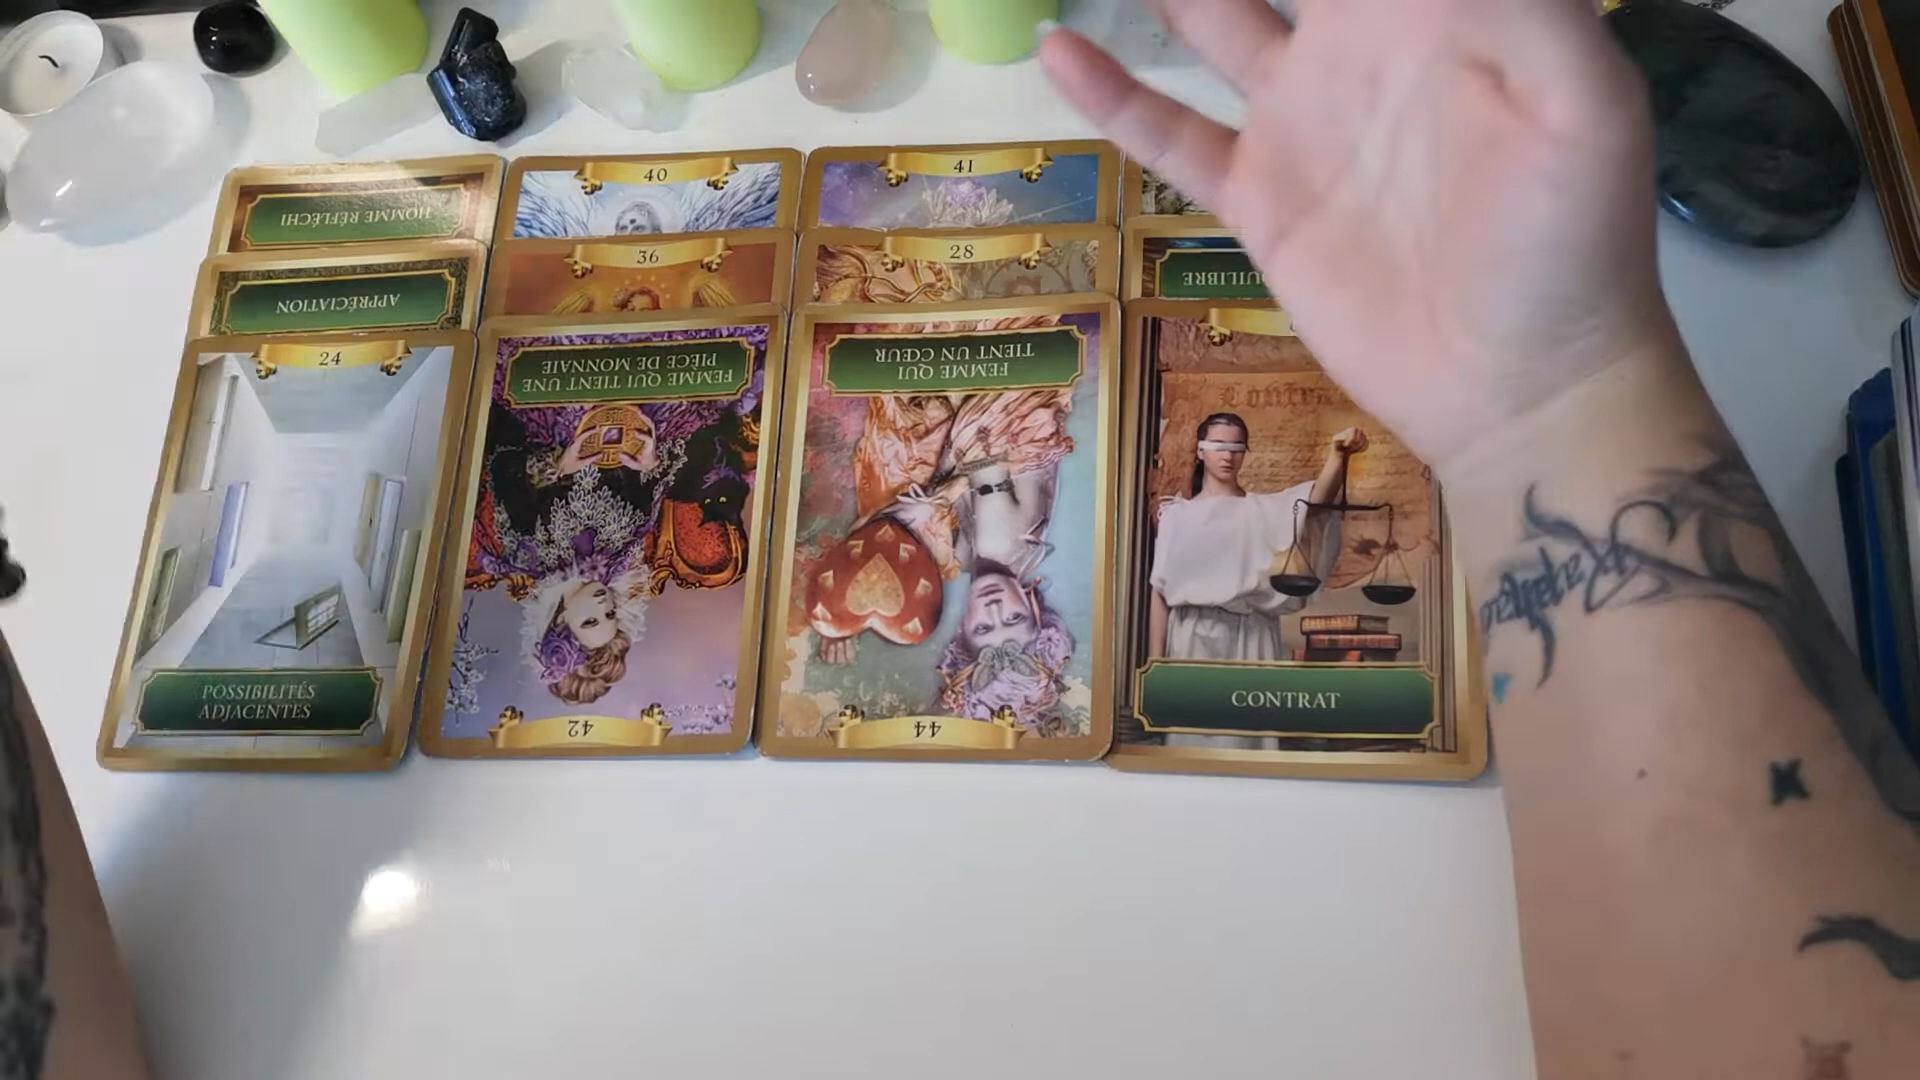 HOMME RÉFLÉCHI
40
41
APPRÉCIATION
36
28
UILIBRE
24
POSSIBILITÉS
ADJACENTES
FEMME QUI TIENT UNE
PIÈCE DE MONNAIE
42
FEMME QUI
TIENT UN CŒUR
44
CONTRAT